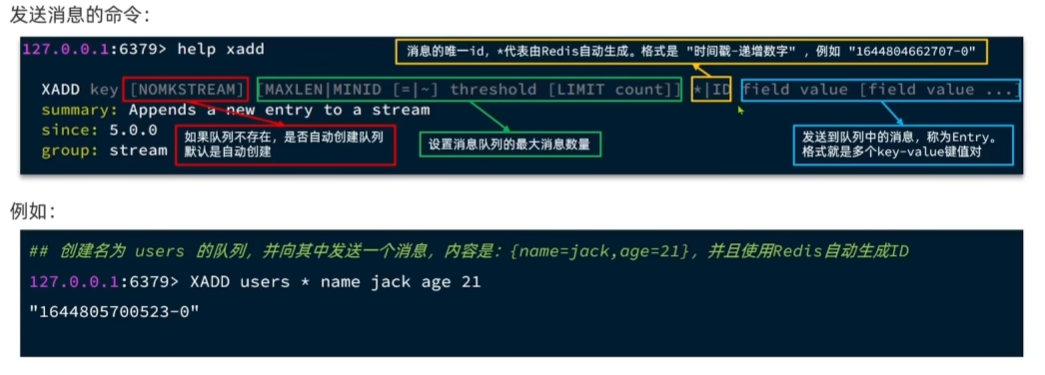 发送消息的命令：
127.0.0.1:6379> help xadd
消息的唯一id，*代表由Redis自动生成。格式是 "时间戳-递增数字" ，例如 "1644804662707-0"
XADD key [NOMKSTREAM] [MAXLEN|MINID [=|~] threshold [LIMIT count]] *|ID field value [field value ...]
summary: Appends a new entry to a stream
since: 5.0.0
group: stream
如果队列不存在，是否自动创建队列
默认是自动创建
设置消息队列的最大消息数量
发送到队列中的消息，称为Entry。
格式就是多个key-value键值对
例如：
## 创建名为 users 的队列，并向其中发送一个消息，内容是：{name=jack,age=21}，并且使用Redis自动生成ID
127.0.0.1:6379> XADD users * name jack age 21
"1644805700523-0"